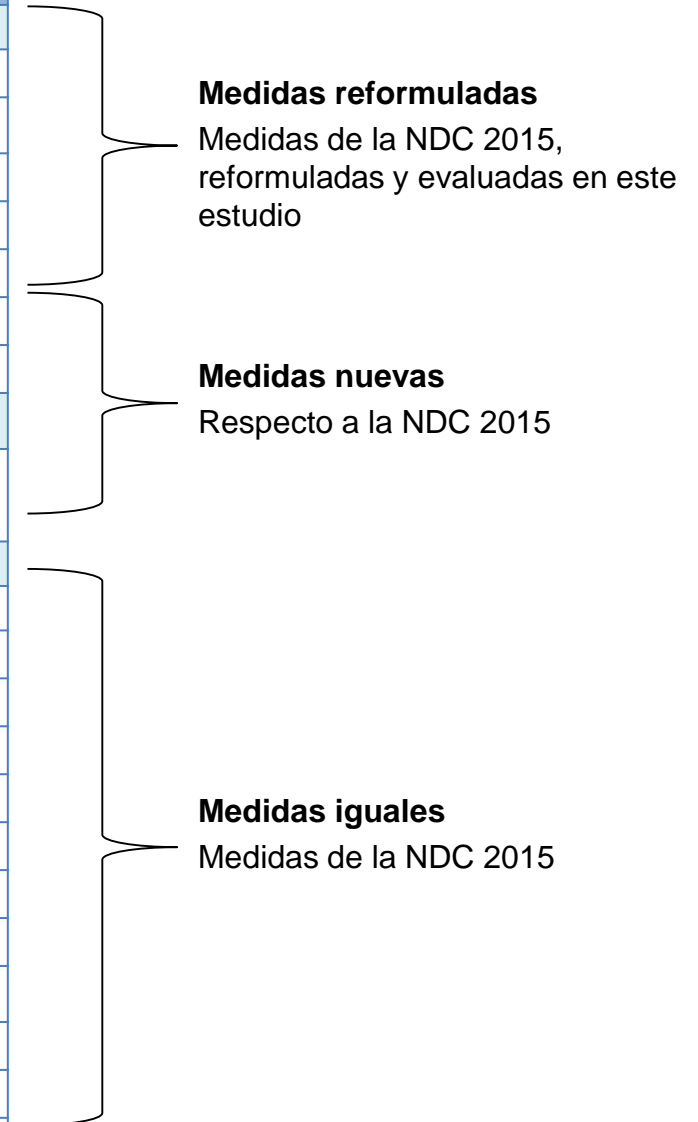 Medidas reformuladas
Medidas de la NDC 2015,
reformuladas y evaluadas en este
estudio
Medidas nuevas
Respecto a la NDC 2015
Medidas iguales
Medidas de la NDC 2015